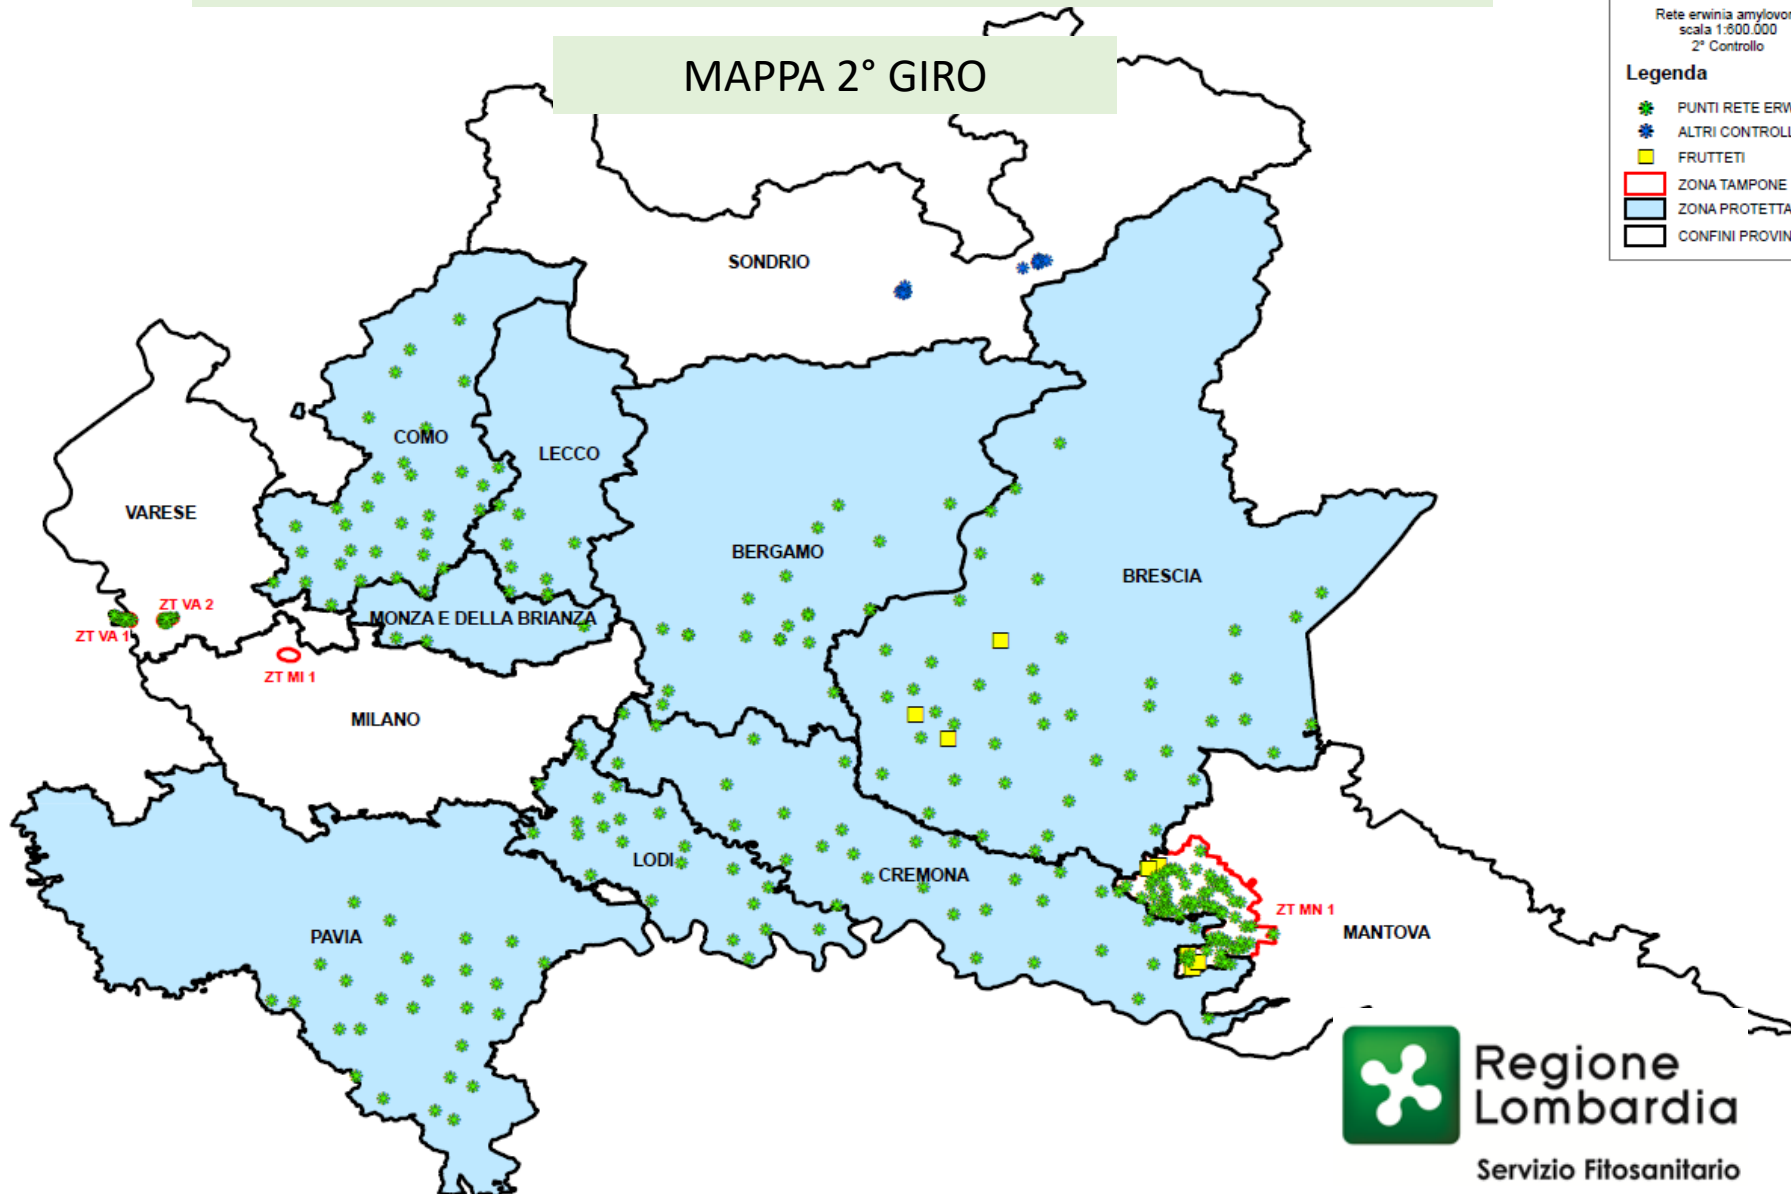 MAPPA 2° GIRO
Rete erwinia amylovor
scala 1:600.000
2° Controllo
Legenda
PUNTI RETE ERW
ALTRI CONTROLL
FRUTTETI
ZONA TAMPONE
ZONA PROTETTA
CONFINI PROVIN
SONDRIO
COMO
LECCO
VARESE
BERGAMO
BRESCIA
ZT VA 2
MONZA E DELLA BRIANZA
ZT VA 1
ZT MI 1
MILANO
LODI
CREMONA
ZT MN 1
MANTOVA
PAVIA
Regione
Lombardia
Servizio Fitosanitario